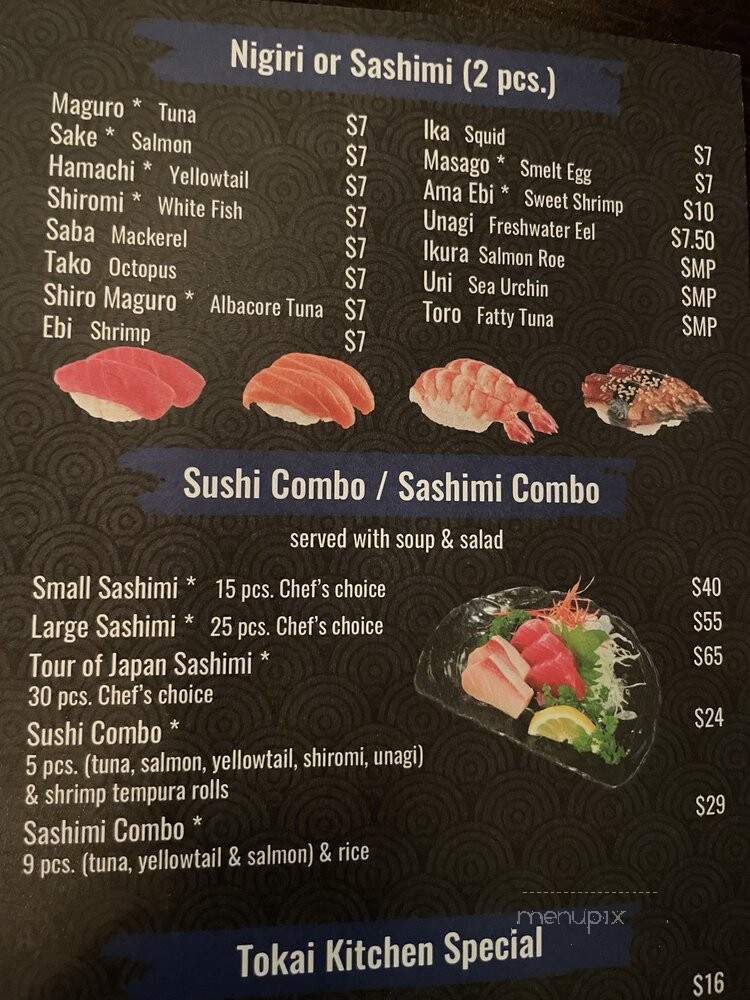 Nigiri or Sashimi (2 pcs.)
Maguro * Tuna $7
Sake * Salmon $7
Hamachi * Yellowtail $7
Shiromi * White Fish $7
Saba Mackerel $7
Tako Octopus $7
Shiro Maguro * Albacore Tuna $7
Ebi Shrimp $7
Ika Squid $7
Masago * Smelt Egg $7
Ama Ebi * Sweet Shrimp $10
Unagi Freshwater Eel $7.50
Ikura Salmon Roe $MP
Uni Sea Urchin $MP
Toro Fatty Tuna $MP
Sushi Combo / Sashimi Combo
served with soup & salad
Small Sashimi * 15 pcs. Chef's choice $40
Large Sashimi * 25 pcs. Chef's choice $55
Tour of Japan Sashimi * $65
30 pcs. Chef's choice
Sushi Combo * $24
5 pcs. (tuna, salmon, yellowtail, shiromi, unagi)
& shrimp tempura rolls
Sashimi Combo * $29
9 pcs. (tuna, yellowtail & salmon) & rice
menupix
Tokai Kitchen Special
$16